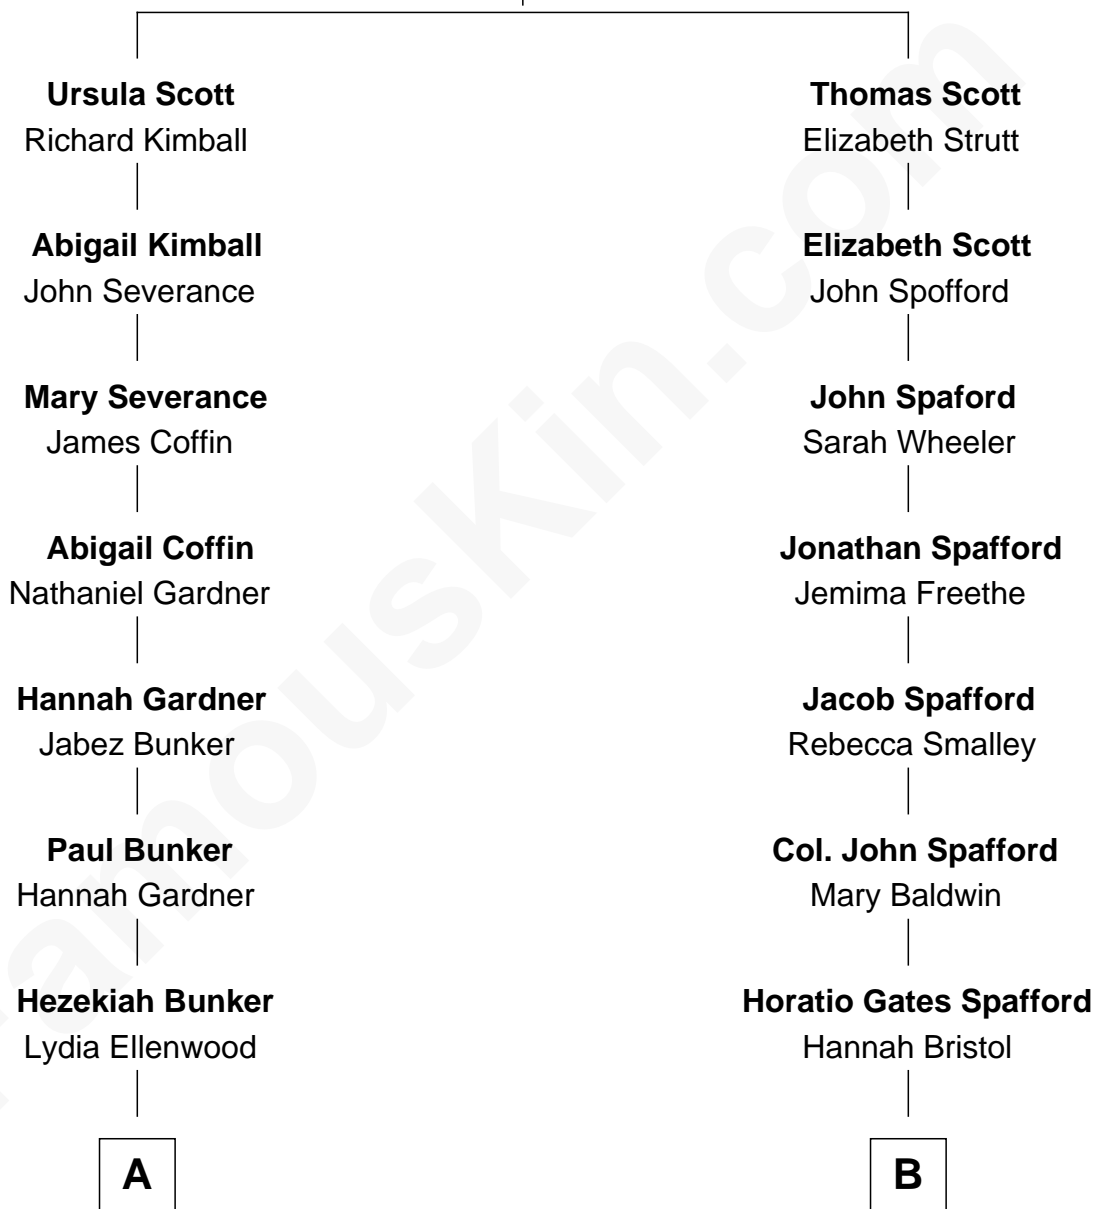 Ursula Scott
Richard Kimball
Thomas Scott
Elizabeth Strutt
Abigail Kimball
John Severance
Elizabeth Scott
John Spofford
Mary Severance
James Coffin
John Spaford
Sarah Wheeler
Abigail Coffin
Nathaniel Gardner
Jonathan Spafford
Jemima Freethe
Hannah Gardner
Jabez Bunker
Jacob Spafford
Rebecca Smalley
Paul Bunker
Hannah Gardner
Col. John Spafford
Mary Baldwin
Hezekiah Bunker
Lydia Ellenwood
Horatio Gates Spafford
Hannah Bristol
A
B
FamousKin.com